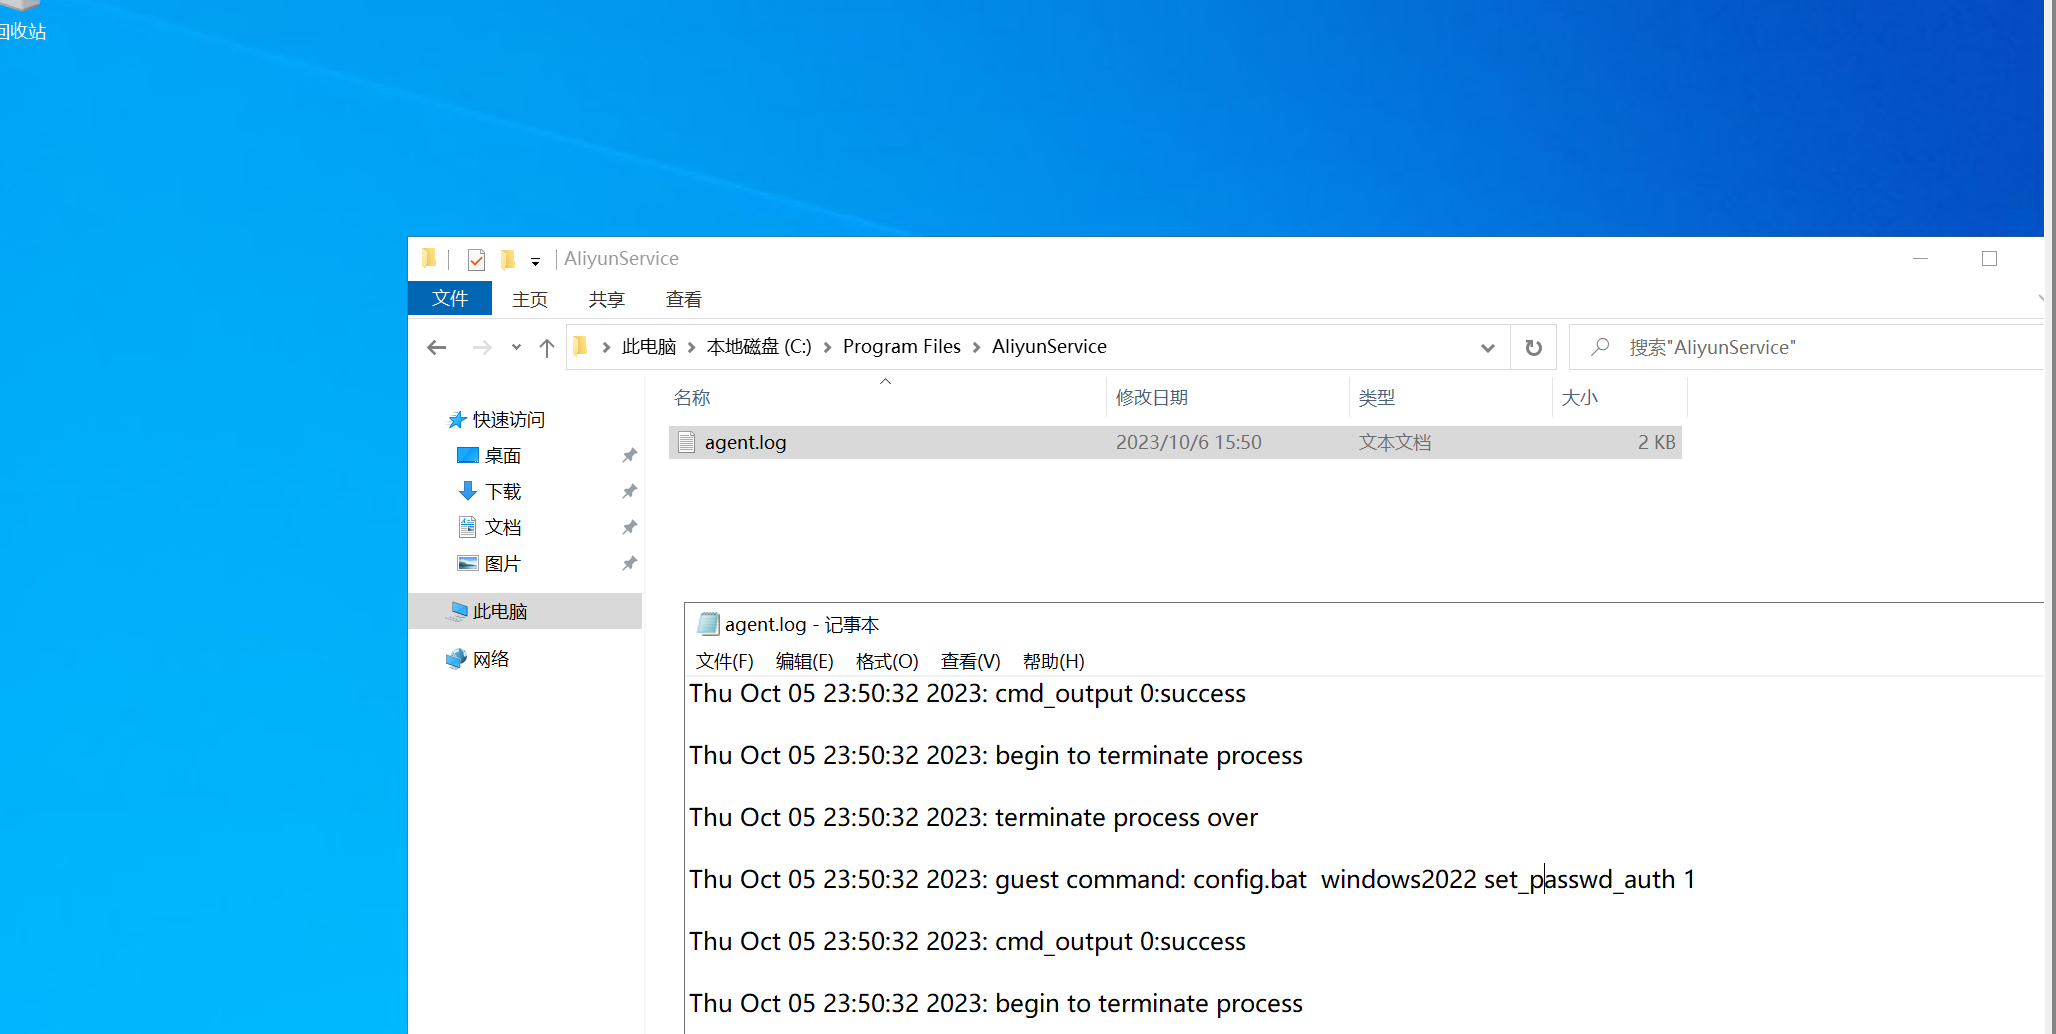 回收站
AliyunService
文件 主页 共享 查看
此电脑 本地磁盘 (C:) Program Files AliyunService
搜索"AliyunService"
名称 修改日期 类型 大小
agent.log 2023/10/6 15:50 文本文档 2 KB
快速访问
桌面
下载
文档
图片
此电脑
网络
agent.log - 记事本
文件(F) 编辑(E) 格式(O) 查看(V) 帮助(H)
Thu Oct 05 23:50:32 2023: cmd_output 0:success
Thu Oct 05 23:50:32 2023: begin to terminate process
Thu Oct 05 23:50:32 2023: terminate process over
Thu Oct 05 23:50:32 2023: guest command: config.bat  windows2022 set_passwd_auth 1
Thu Oct 05 23:50:32 2023: cmd_output 0:success
Thu Oct 05 23:50:32 2023: begin to terminate process